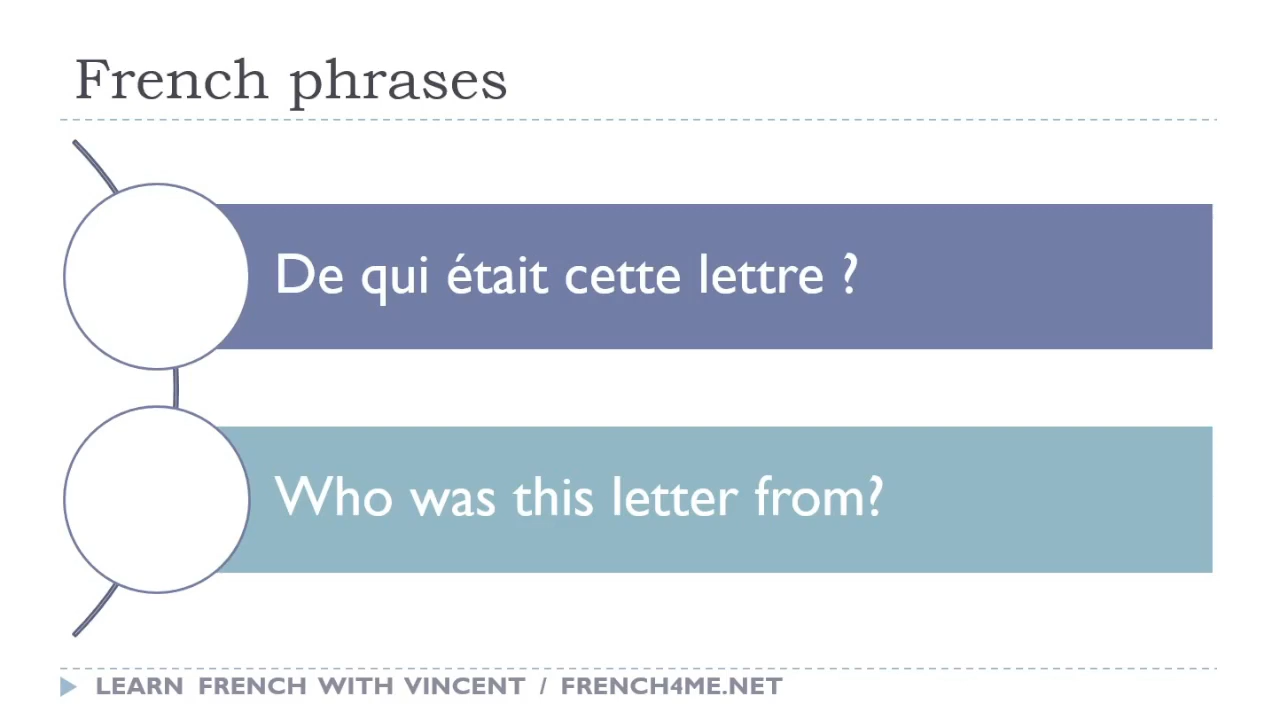 French phrases
De qui était cette lettre ?
Who was this letter from?
LEARN FRENCH WITH VINCENT / FRENCH4ME.NET